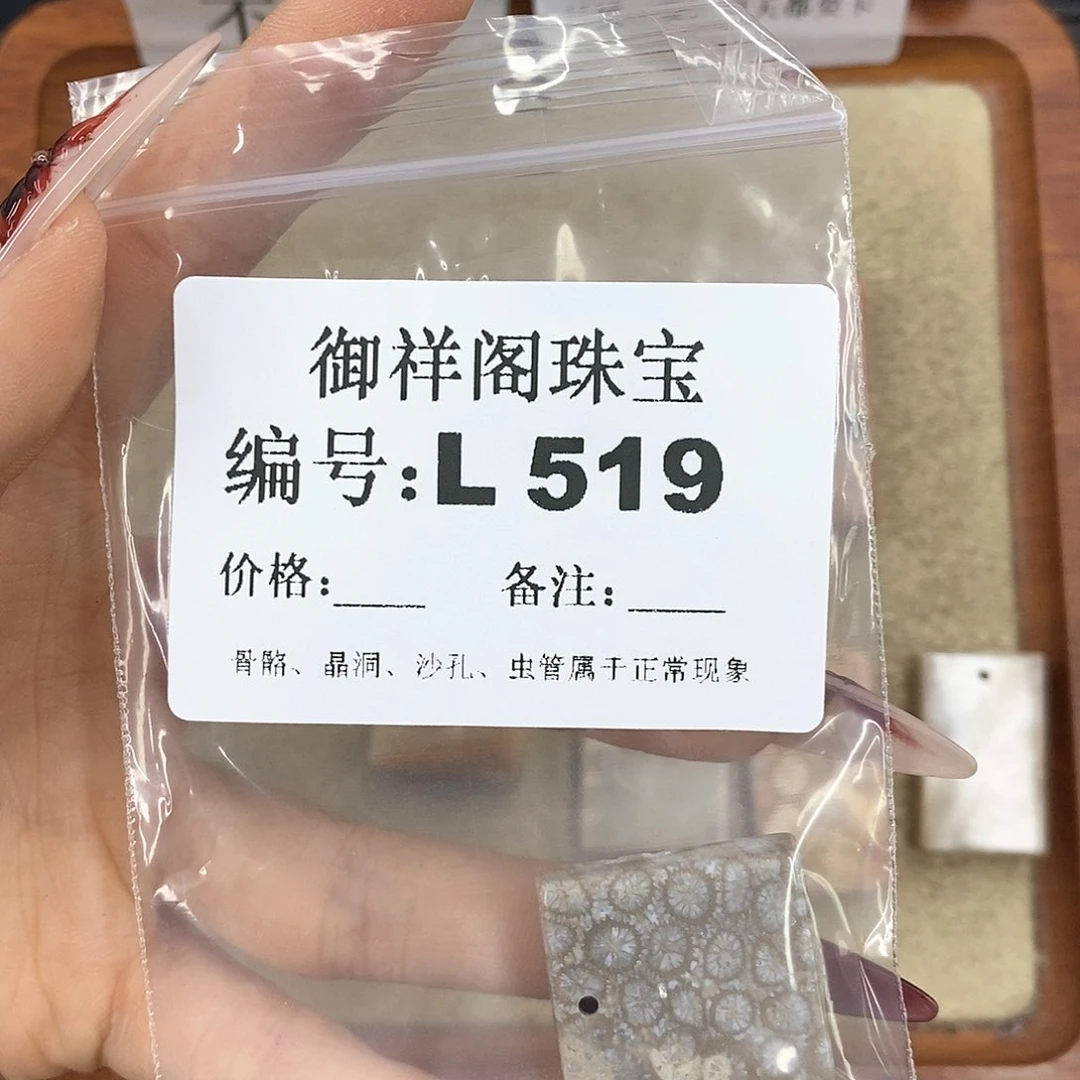 御祥阁珠宝
编号:L 519
价格:____ 备注:____
骨骼、晶洞、沙孔、虫管属于正常现象